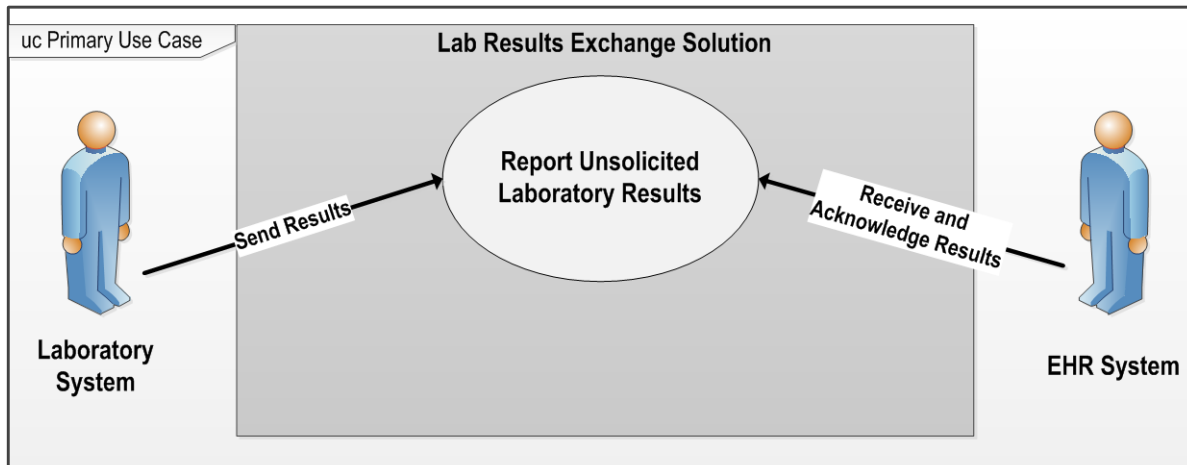 uc Primary Use Case
Lab Results Exchange Solution
Report Unsolicited
Laboratory Results
Send Results
Receive and
Acknowledge Results
Laboratory
System
EHR System